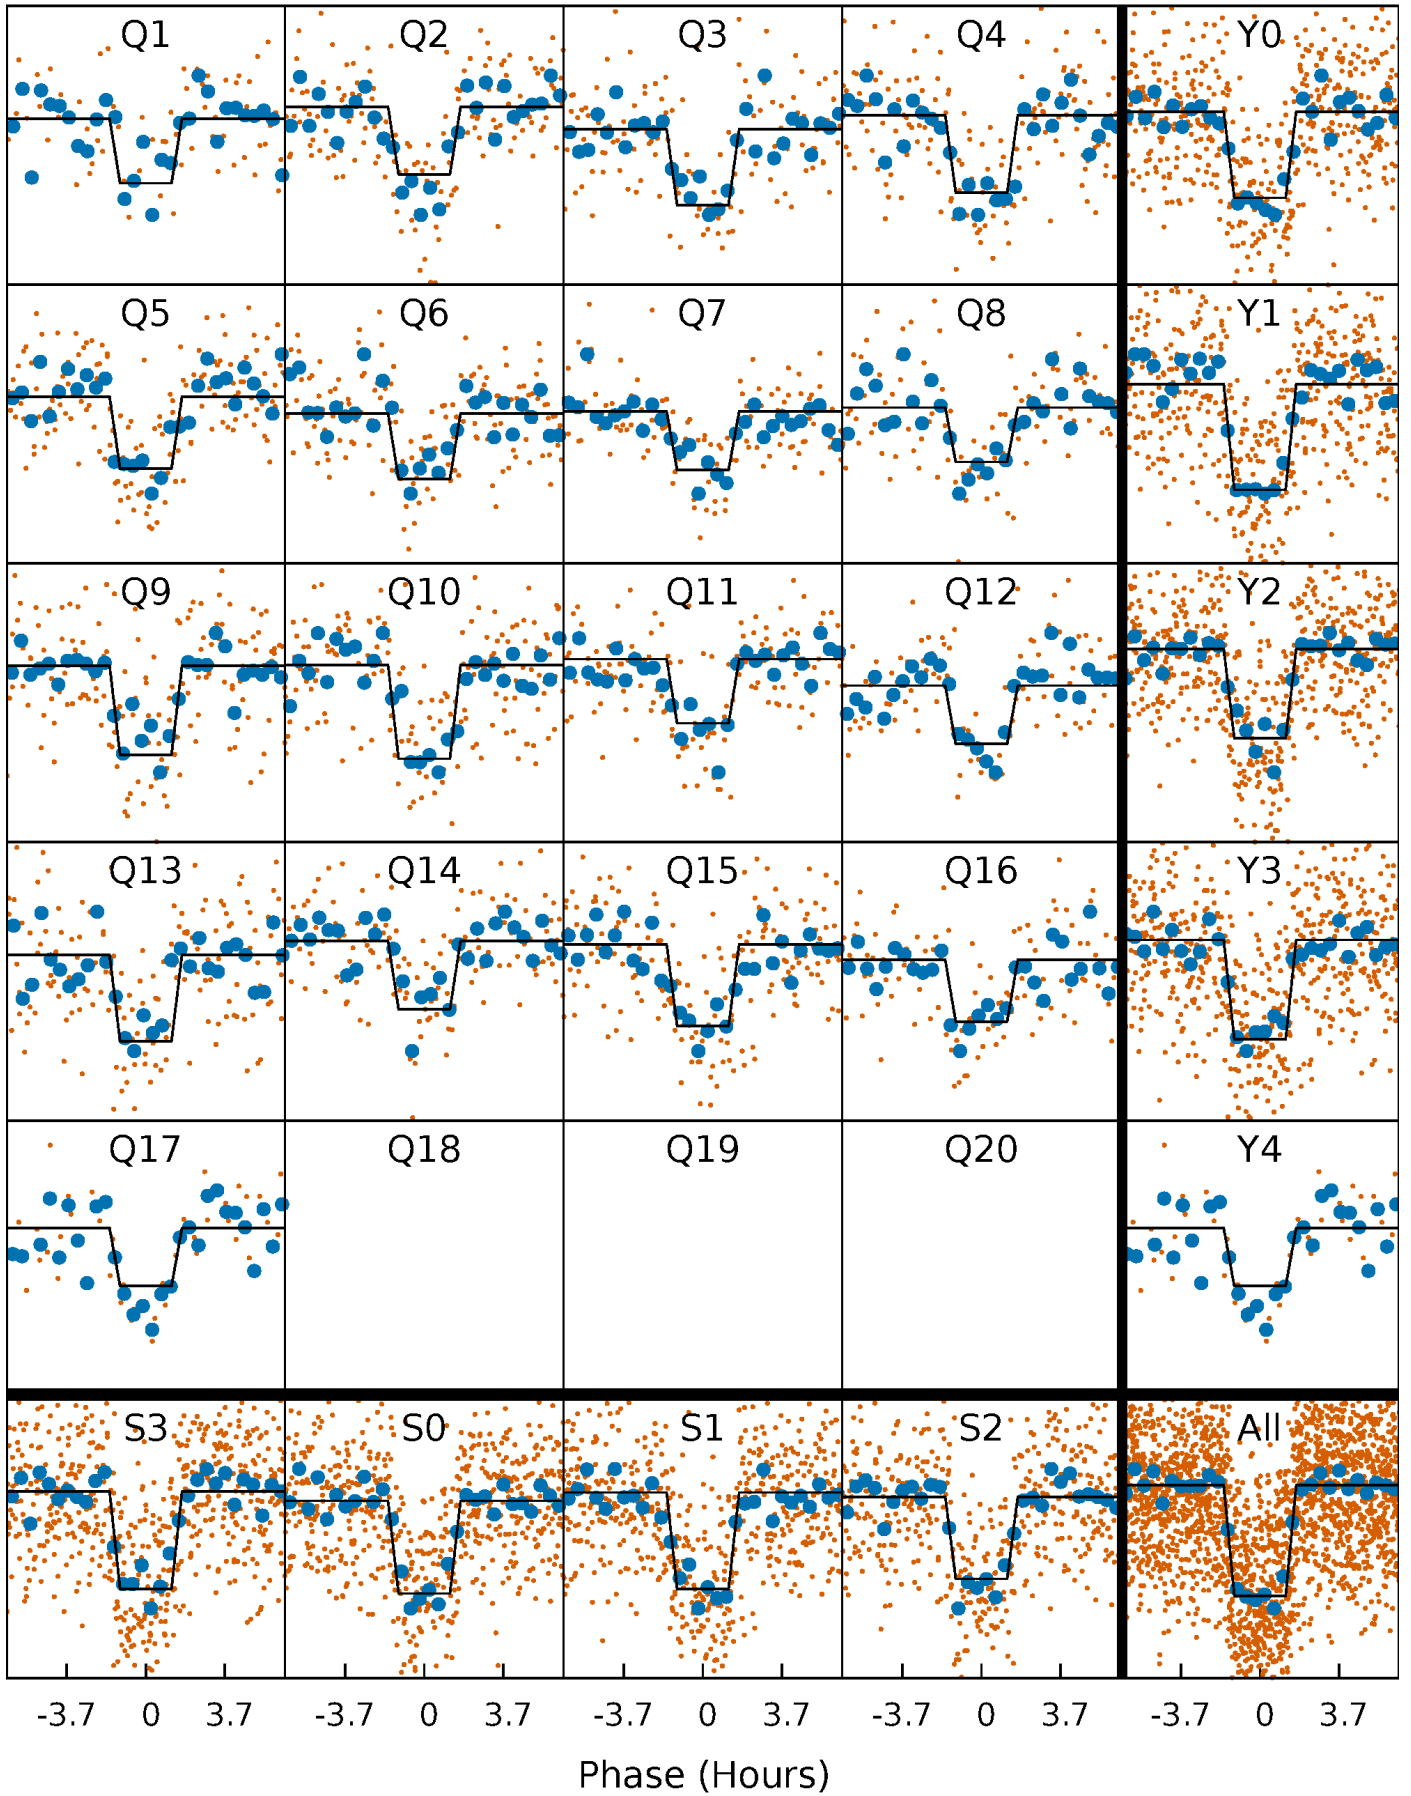 Q1 Q2 Q3 Q4 Y0
Q5 Q6 Q7 Q8 Y1
Q9 Q10 Q11 Q12 Y2
Q13 Q14 Q15 Q16 Y3
Q17 Q18 Q19 Q20 Y4
S3 S0 S1 S2 All
-3.7 0 3.7 -3.7 0 3.7 -3.7 0 3.7 -3.7 0 3.7 -3.7 0 3.7
Phase (Hours)